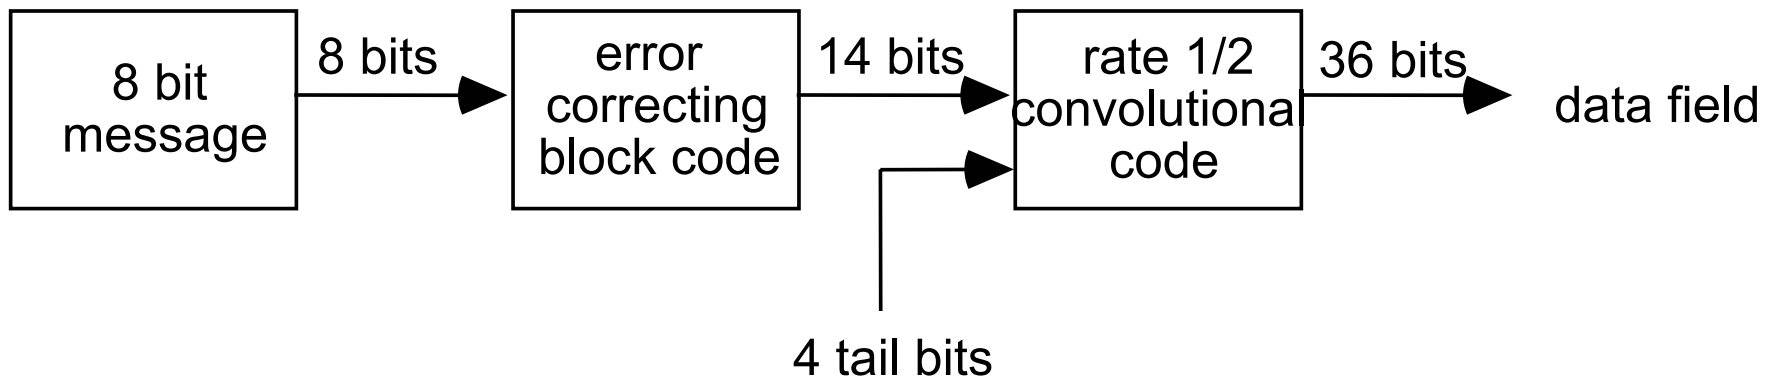 8 bit
message
8 bits
error
correcting
block code
14 bits
rate 1/2
convolutional
code
36 bits
data field
4 tail bits